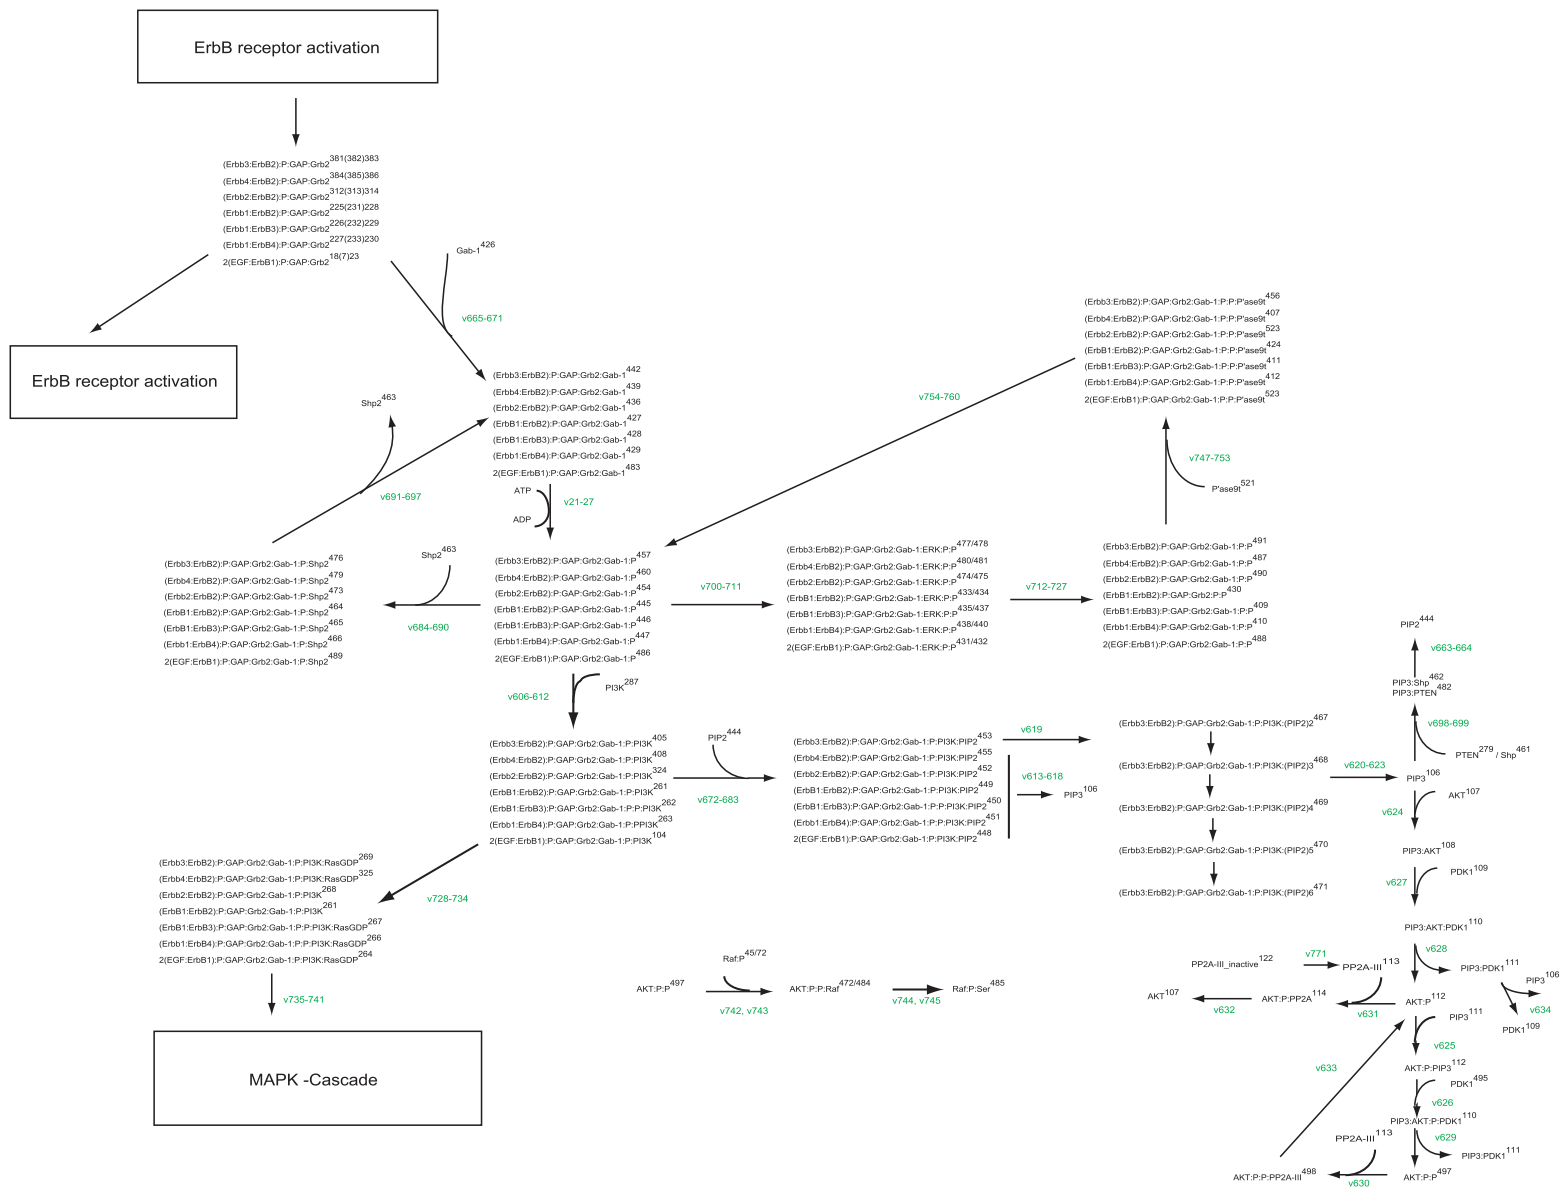 ErbB receptor activation
(Erbb3:ErbB2):P:GAP:Grb2381(382)383
(Erbb4:ErbB2):P:GAP:Grb2384(385)386
(Erbb2:ErbB2):P:GAP:Grb2312(313)314
(Erbb1:ErbB2):P:GAP:Grb2225(231)228
(Erbb1:ErbB3):P:GAP:Grb2226(232)229
(Erbb1:ErbB4):P:GAP:Grb2227(233)230
2(EGF:ErbB1):P:GAP:Grb218(7)23
Gab-1426
v665-671
ErbB receptor activation
(Erbb3:ErbB2):P:GAP:Grb2:Gab-1442
(Erbb4:ErbB2):P:GAP:Grb2:Gab-1439
(Erbb2:ErbB2):P:GAP:Grb2:Gab-1436
(ErbB1:ErbB2):P:GAP:Grb2:Gab-1427
(ErbB1:ErbB3):P:GAP:Grb2:Gab-1428
(Erbb1:ErbB4):P:GAP:Grb2:Gab-1429
2(EGF:ErbB1):P:GAP:Grb2:Gab-1483
Shp2463
v691-697
ATP
ADP
v21-27
(Erbb3:ErbB2):P:GAP:Grb2:Gab-1:P:P:P'ase9t456
(Erbb4:ErbB2):P:GAP:Grb2:Gab-1:P:P:P'ase9t407
(Erbb2:ErbB2):P:GAP:Grb2:Gab-1:P:P:P'ase9t523
(ErbB1:ErbB2):P:GAP:Grb2:Gab-1:P:P:P'ase9t424
(ErbB1:ErbB3):P:GAP:Grb2:Gab-1:P:P:P'ase9t411
(Erbb1:ErbB4):P:GAP:Grb2:Gab-1:P:P:P'ase9t412
2(EGF:ErbB1):P:GAP:Grb2:Gab-1:P:P:P'ase9t523
v754-760
v747-753
P'ase9t521
(Erbb3:ErbB2):P:GAP:Grb2:Gab-1:P:Shp2476
(Erbb4:ErbB2):P:GAP:Grb2:Gab-1:P:Shp2479
(Erbb2:ErbB2):P:GAP:Grb2:Gab-1:P:Shp2473
(ErbB1:ErbB2):P:GAP:Grb2:Gab-1:P:Shp2464
(ErbB1:ErbB3):P:GAP:Grb2:Gab-1:P:Shp2465
(Erbb1:ErbB4):P:GAP:Grb2:Gab-1:P:Shp2466
2(EGF:ErbB1):P:GAP:Grb2:Gab-1:P:Shp2489
Shp2463
v684-690
(Erbb3:ErbB2):P:GAP:Grb2:Gab-1:P457
(Erbb4:ErbB2):P:GAP:Grb2:Gab-1:P460
(Erbb2:ErbB2):P:GAP:Grb2:Gab-1:P454
(ErbB1:ErbB2):P:GAP:Grb2:Gab-1:P445
(ErbB1:ErbB3):P:GAP:Grb2:Gab-1:P446
(Erbb1:ErbB4):P:GAP:Grb2:Gab-1:P447
2(EGF:ErbB1):P:GAP:Grb2:Gab-1:P486
v700-711
(Erbb3:ErbB2):P:GAP:Grb2:Gab-1:ERK:P:P477/478
(Erbb4:ErbB2):P:GAP:Grb2:Gab-1:ERK:P:P480/481
(Erbb2:ErbB2):P:GAP:Grb2:Gab-1:ERK:P:P474/475
(ErbB1:ErbB2):P:GAP:Grb2:Gab-1:ERK:P:P433/434
(ErbB1:ErbB3):P:GAP:Grb2:Gab-1:ERK:P:P435/437
(Erbb1:ErbB4):P:GAP:Grb2:Gab-1:ERK:P:P438/440
2(EGF:ErbB1):P:GAP:Grb2:Gab-1:ERK:P:P431/432
v712-727
(Erbb3:ErbB2):P:GAP:Grb2:Gab-1:P:P491
(Erbb4:ErbB2):P:GAP:Grb2:Gab-1:P:P487
(Erbb2:ErbB2):P:GAP:Grb2:Gab-1:P:P490
(ErbB1:ErbB2):P:GAP:Grb2:P:P430
(ErbB1:ErbB3):P:GAP:Grb2:Gab-1:P:P409
(Erbb1:ErbB4):P:GAP:Grb2:Gab-1:P:P410
2(EGF:ErbB1):P:GAP:Grb2:Gab-1:P:P488
v606-612
PI3K287
(Erbb3:ErbB2):P:GAP:Grb2:Gab-1:P:PI3K405
(Erbb4:ErbB2):P:GAP:Grb2:Gab-1:P:PI3K408
(Erbb2:ErbB2):P:GAP:Grb2:Gab-1:P:PI3K324
(ErbB1:ErbB2):P:GAP:Grb2:Gab-1:P:PI3K261
(ErbB1:ErbB3):P:GAP:Grb2:Gab-1:P:P:PI3K262
(Erbb1:ErbB4):P:GAP:Grb2:Gab-1:P:PPI3K263
2(EGF:ErbB1):P:GAP:Grb2:Gab-1:P:PI3K104
PIP2444
v672-683
(Erbb3:ErbB2):P:GAP:Grb2:Gab-1:P:PI3K:PIP2453
(Erbb4:ErbB2):P:GAP:Grb2:Gab-1:P:PI3K:PIP2455
(Erbb2:ErbB2):P:GAP:Grb2:Gab-1:P:PI3K:PIP2452
(ErbB1:ErbB2):P:GAP:Grb2:Gab-1:P:PI3K:PIP2449
(ErbB1:ErbB3):P:GAP:Grb2:Gab-1:P:P:PI3K:PIP2450
(Erbb1:ErbB4):P:GAP:Grb2:Gab-1:P:P:PI3K:PIP2451
2(EGF:ErbB1):P:GAP:Grb2:Gab-1:P:PI3K:PIP2448
v619
v613-618
PIP3106
(Erbb3:ErbB2):P:GAP:Grb2:Gab-1:P:PI3K:(PIP2)2467
(Erbb3:ErbB2):P:GAP:Grb2:Gab-1:P:PI3K:(PIP2)3468
(Erbb3:ErbB2):P:GAP:Grb2:Gab-1:P:PI3K:(PIP2)4469
(Erbb3:ErbB2):P:GAP:Grb2:Gab-1:P:PI3K:(PIP2)5470
(Erbb3:ErbB2):P:GAP:Grb2:Gab-1:P:PI3K:(PIP2)6471
v620-623
PIP2444
v663-664
PIP3:Shp462
PIP3:PTEN482
v698-699
PTEN279 / Shp461
PIP3106
AKT107
v624
PIP3:AKT108
PDK1109
v627
PIP3:AKT:PDK1110
v628
PIP3:PDK1111
PIP3106
v634
PDK1109
(Erbb3:ErbB2):P:GAP:Grb2:Gab-1:P:PI3K:RasGDP269
(Erbb4:ErbB2):P:GAP:Grb2:Gab-1:P:PI3K:RasGDP325
(Erbb2:ErbB2):P:GAP:Grb2:Gab-1:P:PI3K268
(ErbB1:ErbB2):P:GAP:Grb2:Gab-1:P:PI3K261
(ErbB1:ErbB3):P:GAP:Grb2:Gab-1:P:P:PI3K:RasGDP267
(Erbb1:ErbB4):P:GAP:Grb2:Gab-1:P:P:PI3K:RasGDP266
2(EGF:ErbB1):P:GAP:Grb2:Gab-1:P:PI3K:RasGDP264
v728-734
v735-741
MAPK -Cascade
AKT:P:P497
Raf:P45/72
v742, v743
AKT:P:P:Raf472/484
v744, v745
Raf:P:Ser485
PP2A-III_inactive122
v771
PP2A-III113
AKT107
v632
AKT:P:PP2A114
v631
AKT:P112
PIP3111
v625
v633
AKT:P:PIP3112
PDK1495
v626
PIP3:AKT:P:PDK1110
v629
PIP3:PDK1111
PP2A-III113
AKT:P:P:PP2A-III498
v630
AKT:P:P497